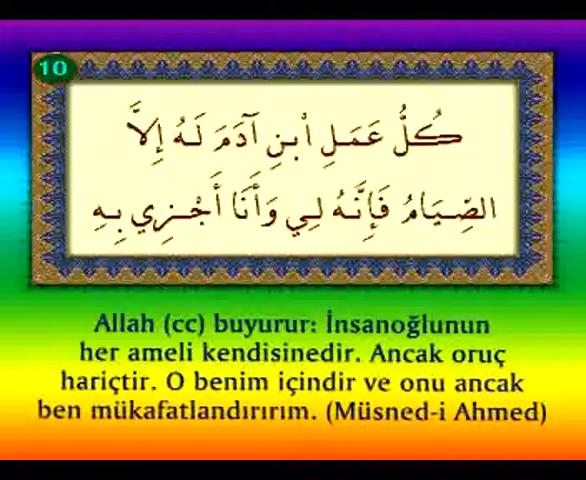 10
كُلُّ عَمَلِ ٱبنِ آدَمَ لَهُ إِلاَّ
الصِّيَامُ فَإِنَّهُ لِي وَأَنَا أَجْزِي بِهِ
Allah (cc) buyurur: İnsanoğlunun
her ameli kendisinedir. Ancak oruç
hariçtir. O benim içindir ve onu ancak
ben mükafatlandırırım. (Müsned-i Ahmed)